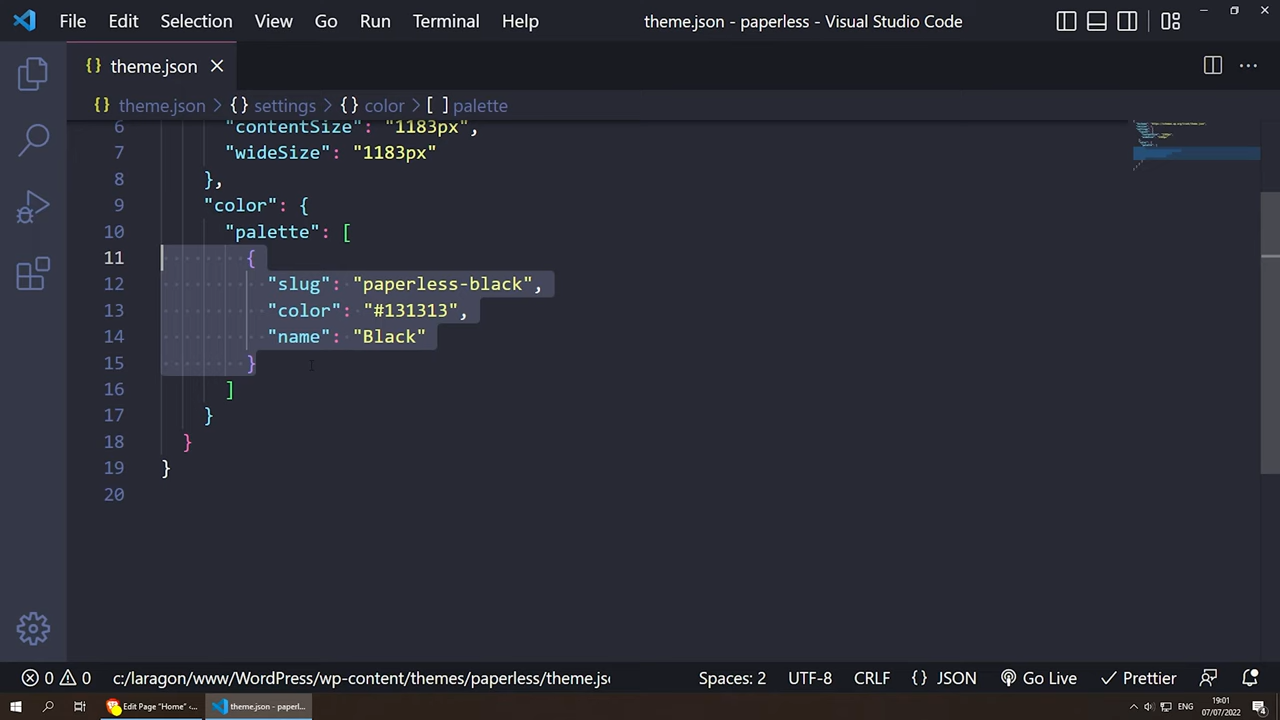 File Edit Selection View Go Run Terminal Help theme.json - paperless - Visual Studio Code
{} theme.json
{} theme.json > {} settings > {} color > [ ] palette
6 "contentSize": "1183px",
7 "wideSize": "1183px"
8 },
9 "color": {
10 "palette": [
11 {
12 "slug": "paperless-black",
13 "color": "#131313",
14 "name": "Black"
15 }
16 ]
17 }
18 }
19 }
20
0 0 c:/laragon/www/WordPress/wp-content/themes/paperless/theme.js Spaces: 2 UTF-8 CRLF {} JSON Go Live Prettier
Edit Page "Home" ‹... theme.json - paperl... ENG 19:01
07/07/2022 4